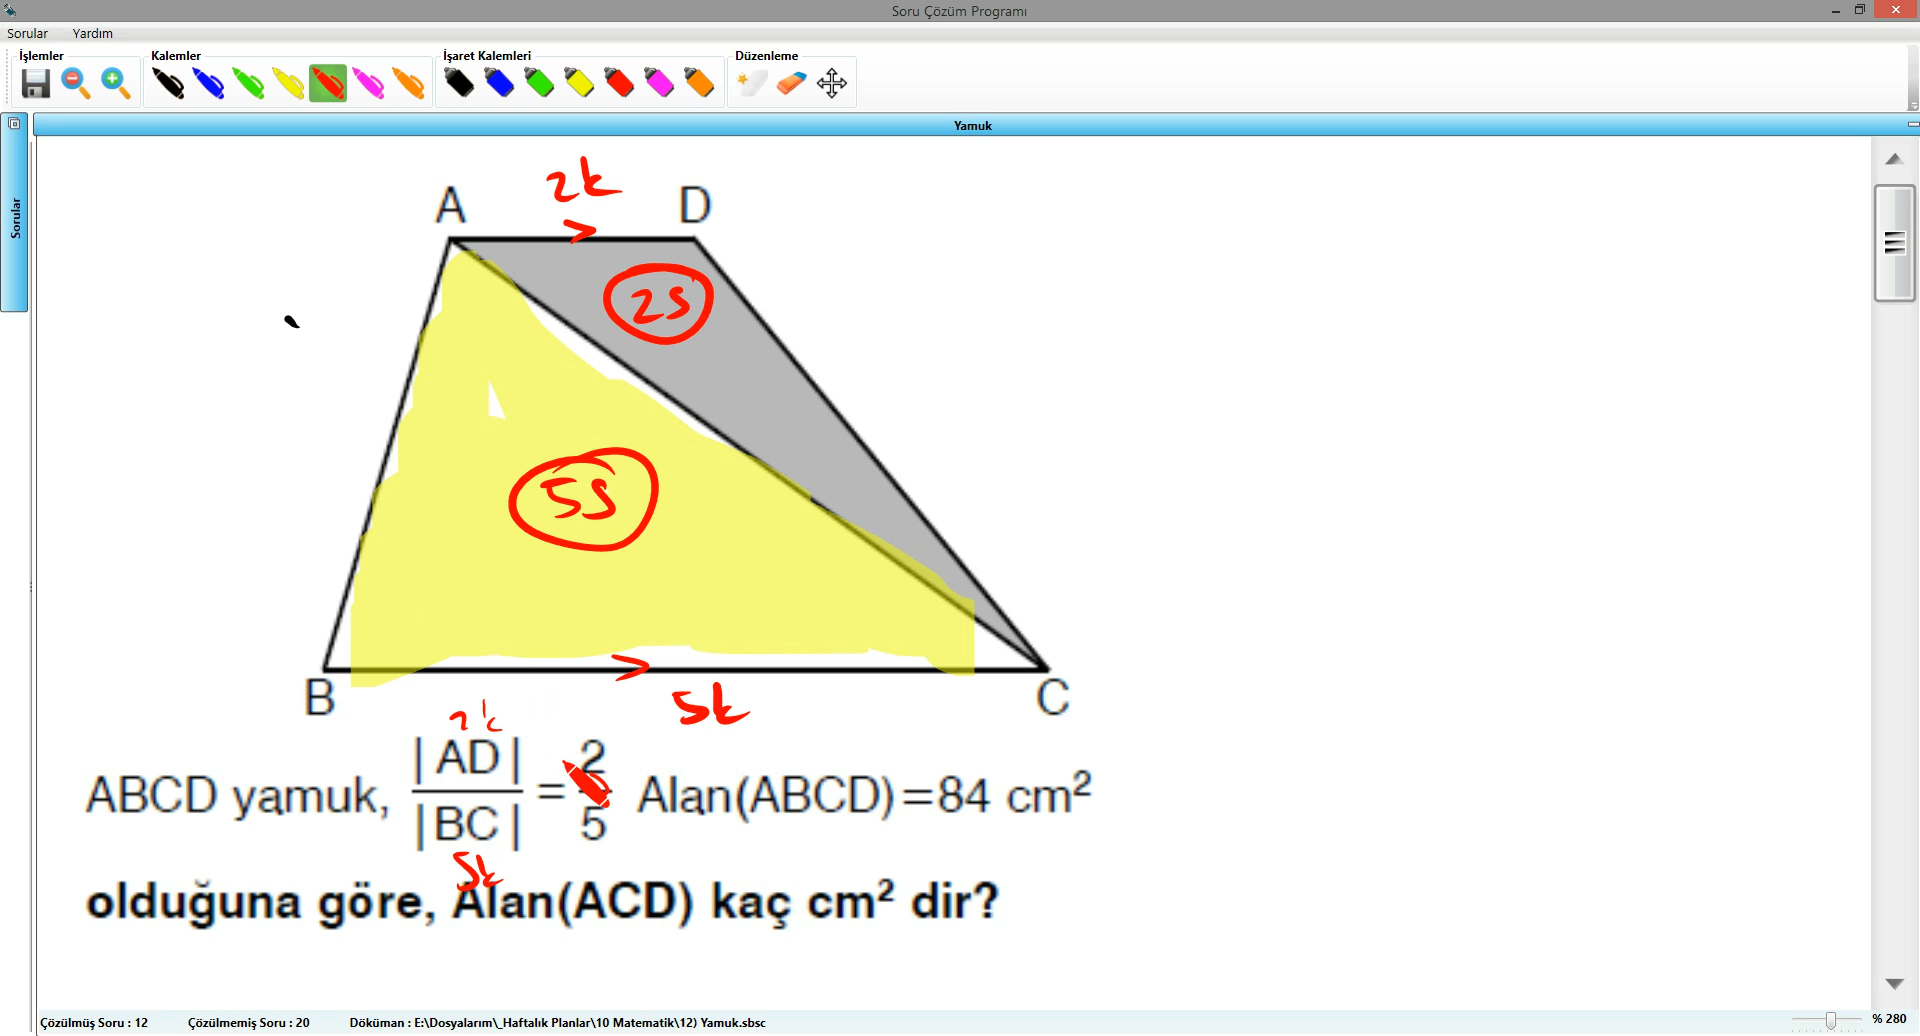 Soru Çözüm Programı
Sorular Yardım
İşlemler Kalemler İşaret Kalemleri Düzenleme
Yamuk
Sorular
2k
A D
2S
5S
B C
5k
2k
ABCD yamuk, |AD| / |BC| = 2 / 5 Alan(ABCD)=84 cm²
5k
olduğuna göre, Alan(ACD) kaç cm² dir?
Çözülmüş Soru : 12 Çözülmemiş Soru : 20 Döküman : E:\Dosyalarım\_Haftalık Planlar\10 Matematik\12) Yamuk.sbsc % 280